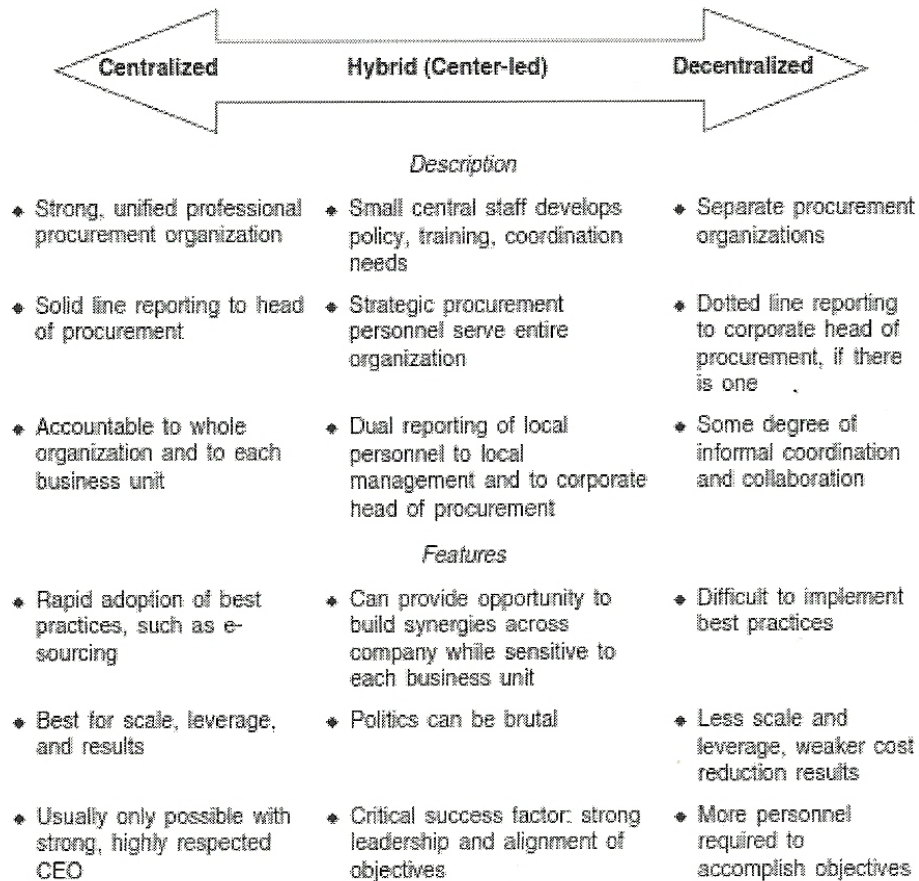 Centralized Hybrid (Center-led) Decentralized
Description
◆ Strong, unified professional procurement organization
◆ Small central staff develops policy, training, coordination needs
◆ Separate procurement organizations
◆ Solid line reporting to head of procurement
◆ Strategic procurement personnel serve entire organization
◆ Dotted line reporting to corporate head of procurement, if there is one
◆ Accountable to whole organization and to each business unit
◆ Dual reporting of local personnel to local management and to corporate head of procurement
◆ Some degree of informal coordination and collaboration
Features
◆ Rapid adoption of best practices, such as e-sourcing
◆ Can provide opportunity to build synergies across company while sensitive to each business unit
◆ Difficult to implement best practices
◆ Best for scale, leverage, and results
◆ Politics can be brutal
◆ Less scale and leverage, weaker cost reduction results
◆ Usually only possible with strong, highly respected CEO
◆ Critical success factor: strong leadership and alignment of objectives
◆ More personnel required to accomplish objectives